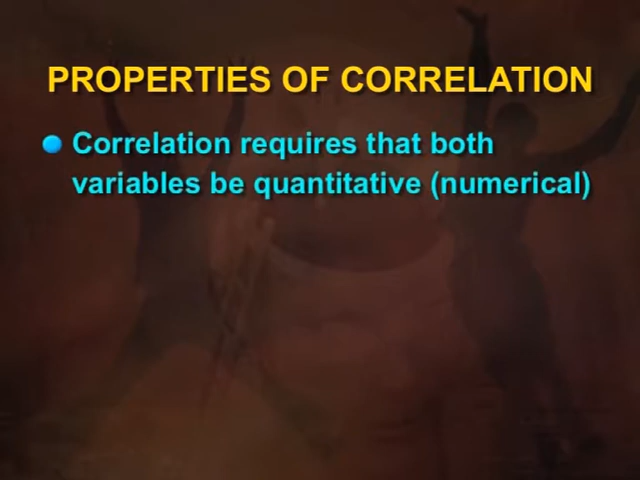 PROPERTIES OF CORRELATION
Correlation requires that both
variables be quantitative (numerical)